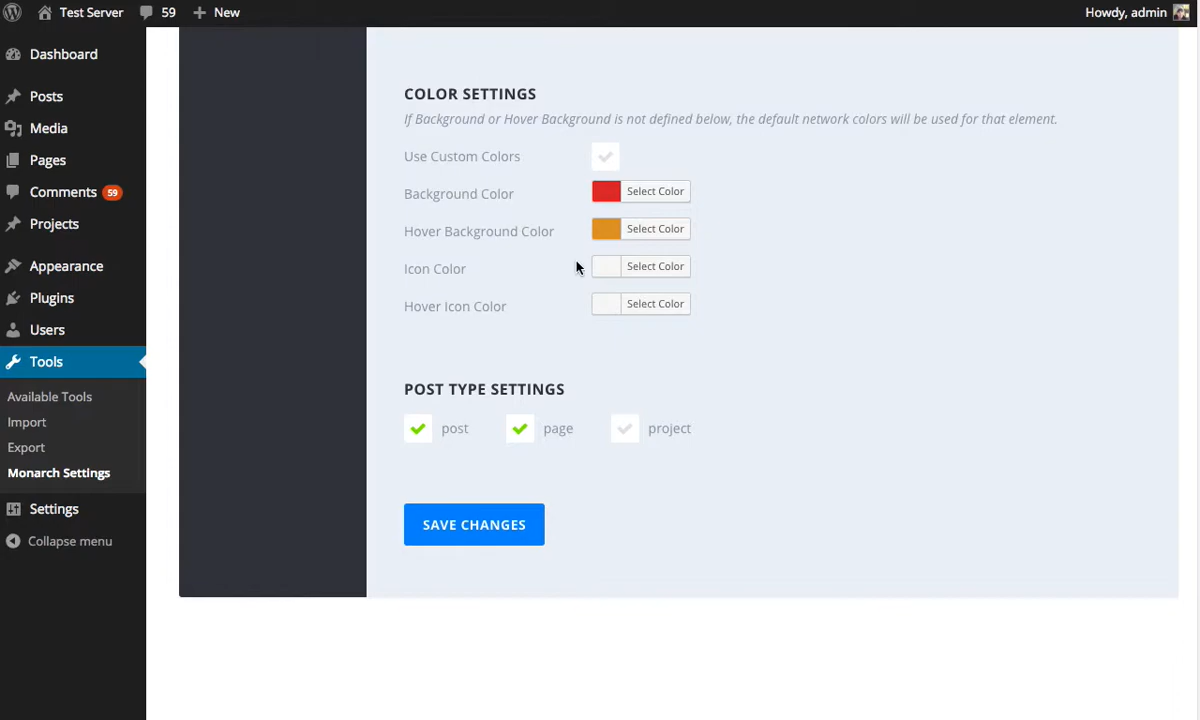 Test Server 59 New Howdy, admin
Dashboard
Posts
Media
Pages
Comments 59
Projects
Appearance
Plugins
Users
Tools
Available Tools
Import
Export
Monarch Settings
Settings
Collapse menu
COLOR SETTINGS
If Background or Hover Background is not defined below, the default network colors will be used for that element.
Use Custom Colors
Background Color Select Color
Hover Background Color Select Color
Icon Color Select Color
Hover Icon Color Select Color
POST TYPE SETTINGS
post page project
SAVE CHANGES